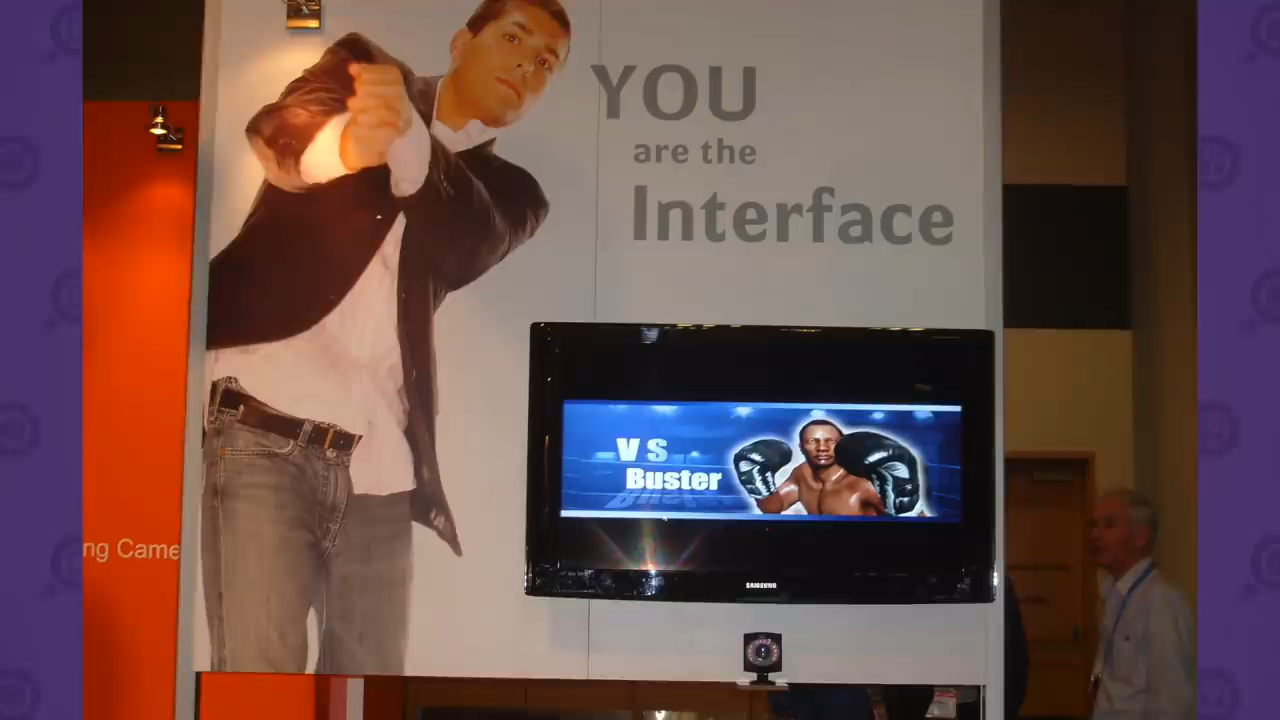 YOU
are the
Interface
VS
Buster
SAMSUNG
ng Came